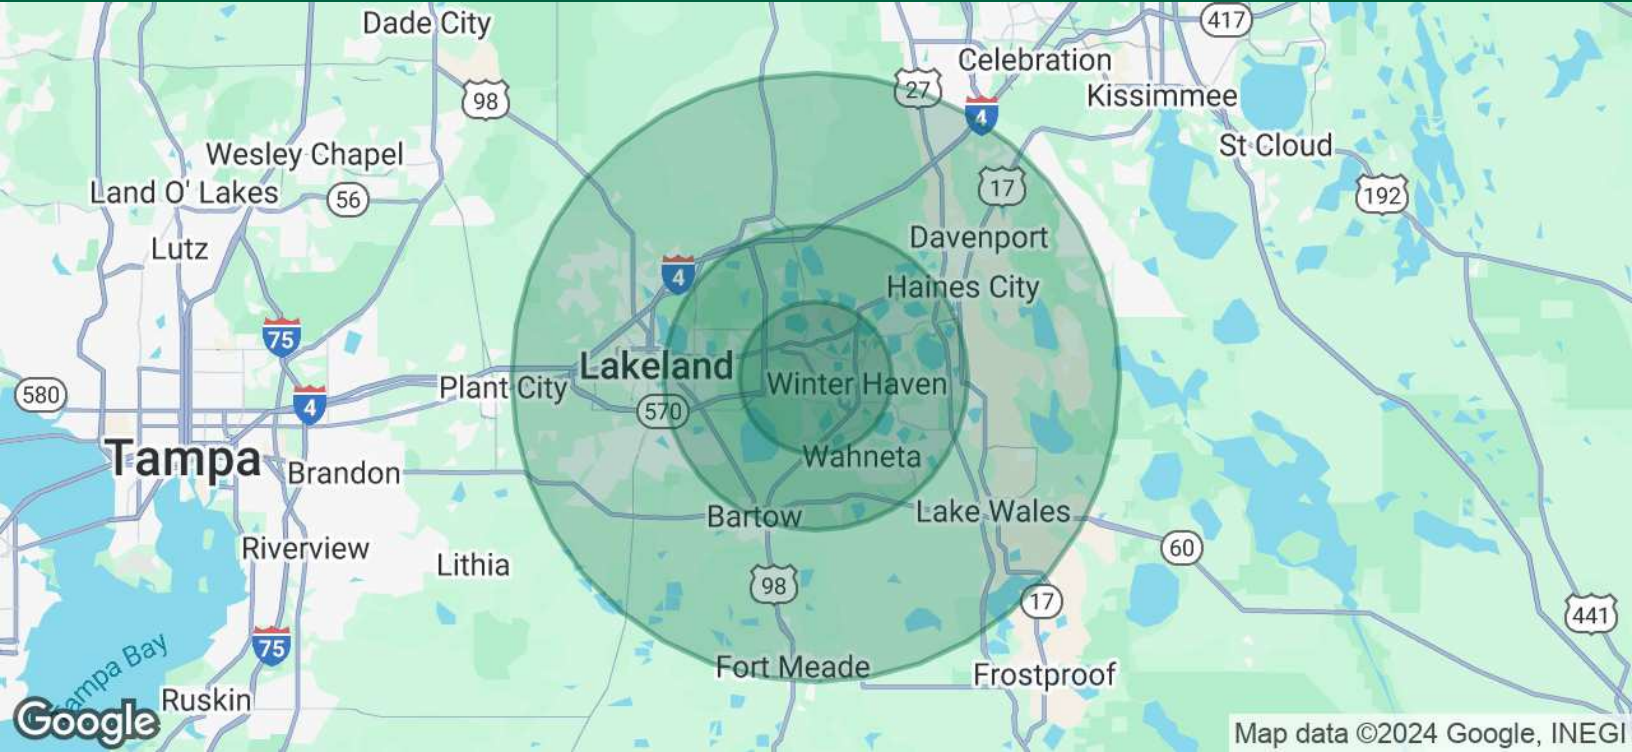 Dade City
417
Celebration
27
98
Kissimmee
4
St Cloud
Wesley Chapel
17
192
Land O' Lakes
56
Davenport
Lutz
4
Haines City
75
Lakeland
Winter Haven
Plant City
580
4
570
Tampa
Wahneta
Brandon
Bartow
Lake Wales
Riverview
60
Lithia
98
17
441
75
Tampa Bay
Fort Meade
Frostproof
Ruskin
Google
Map data ©2024 Google, INEGI